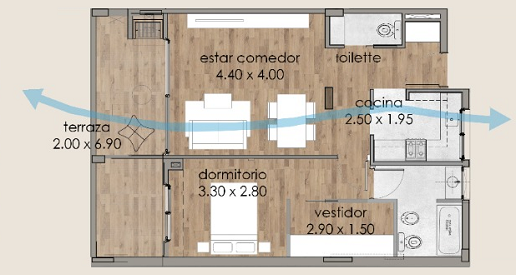 estar comedor
4.40 x 4.00
toilette
cocina
2.50 x 1.95
terraza
2.00 x 6.90
dormitorio
3.30 x 2.80
vestidor
2.90 x 1.50